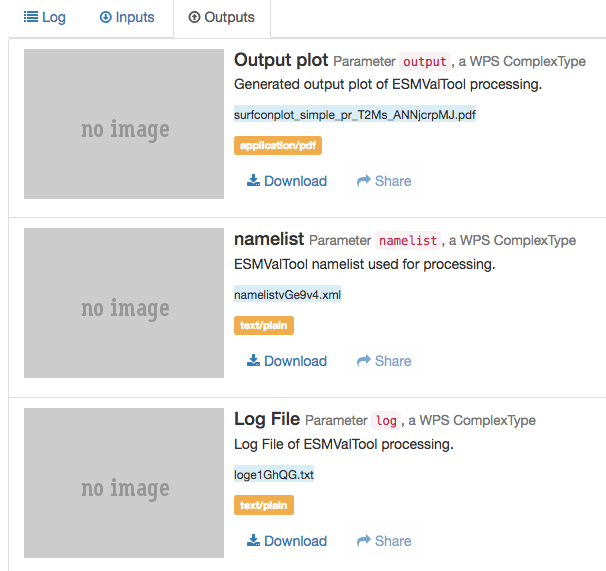 Log Inputs Outputs
no image
Output plot Parameter output, a WPS ComplexType
Generated output plot of ESMValTool processing.
surfconplot_simple_pr_T2Ms_ANNjcrpMJ.pdf
application/pdf
Download Share
no image
namelist Parameter namelist, a WPS ComplexType
ESMValTool namelist used for processing.
namelistvGe9v4.xml
text/plain
Download Share
no image
Log File Parameter log, a WPS ComplexType
Log File of ESMValTool processing.
loge1GhQG.txt
text/plain
Download Share